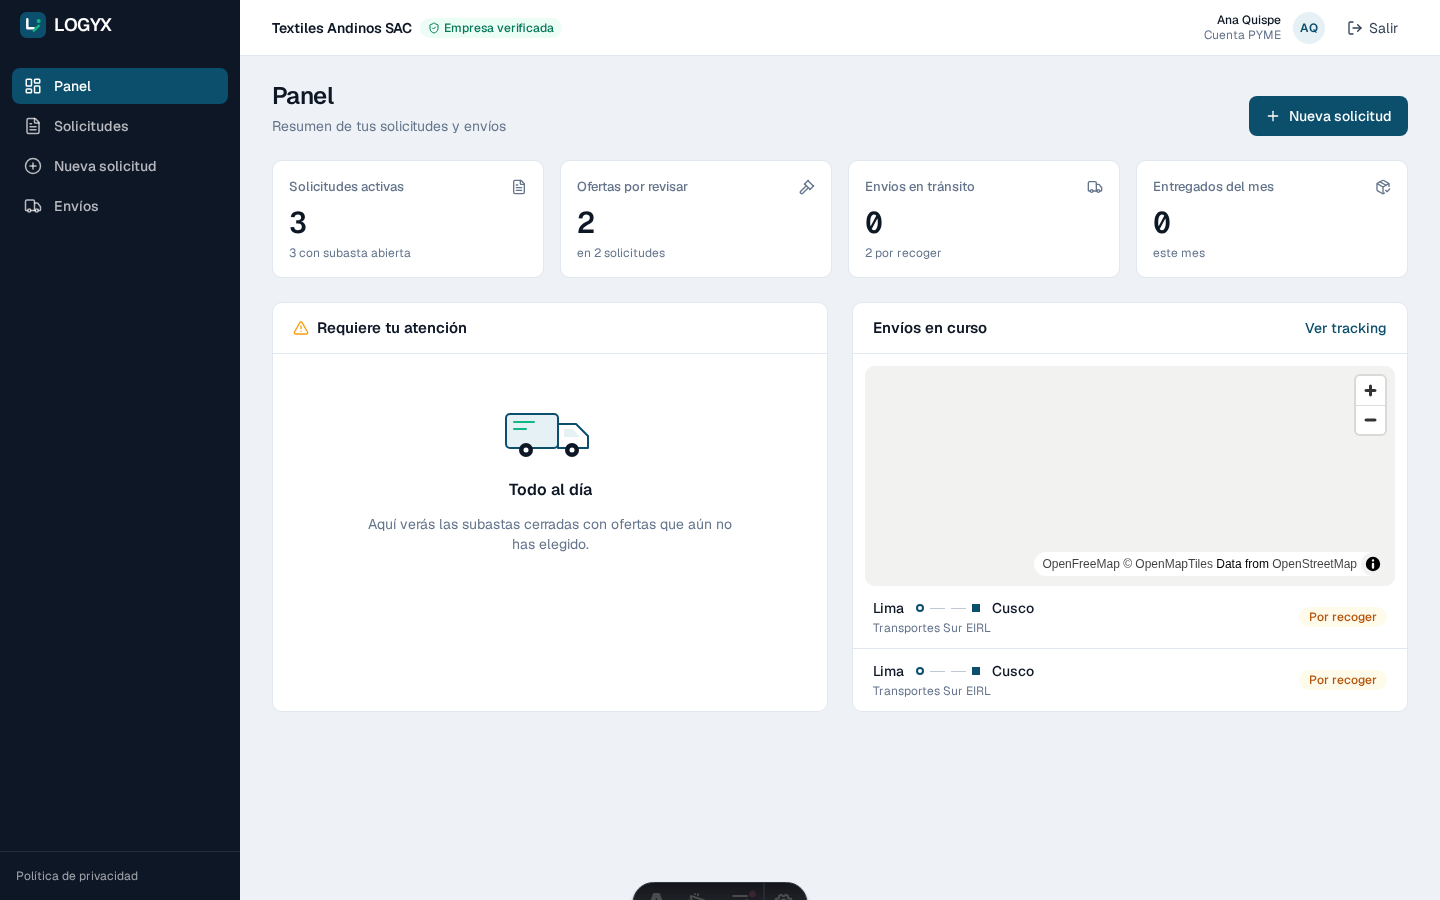 LOGYX
Textiles Andinos SAC
Empresa verificada
Ana Quispe
Cuenta PYME
AQ
Salir
Panel
Solicitudes
Nueva solicitud
Envíos
Política de privacidad
Panel
Resumen de tus solicitudes y envíos
Nueva solicitud
Solicitudes activas
3
3 con subasta abierta
Ofertas por revisar
2
en 2 solicitudes
Envíos en tránsito
0
2 por recoger
Entregados del mes
0
este mes
Requiere tu atención
Todo al día
Aquí verás las subastas cerradas con ofertas que aún no
has elegido.
Envíos en curso
Ver tracking
OpenFreeMap © OpenMapTiles Data from OpenStreetMap
Lima Cusco
Transportes Sur EIRL
Por recoger
Lima Cusco
Transportes Sur EIRL
Por recoger